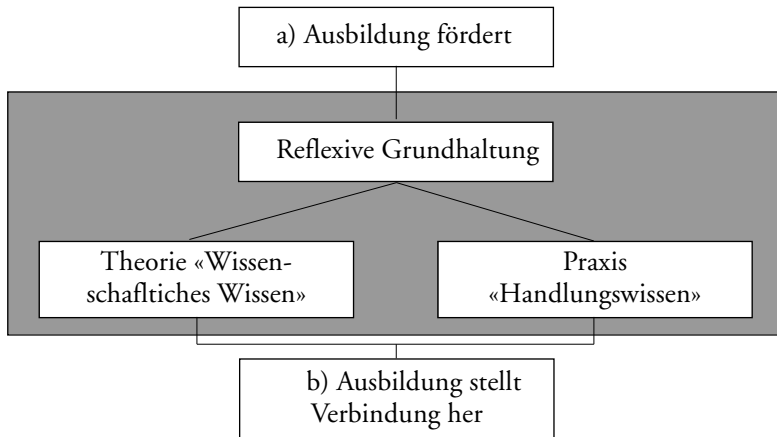 a) Ausbildung fördert
Reflexive Grundhaltung
Theorie «Wissen-
schafltiches Wissen»
Praxis
«Handlungswissen»
b) Ausbildung stellt
Verbindung her